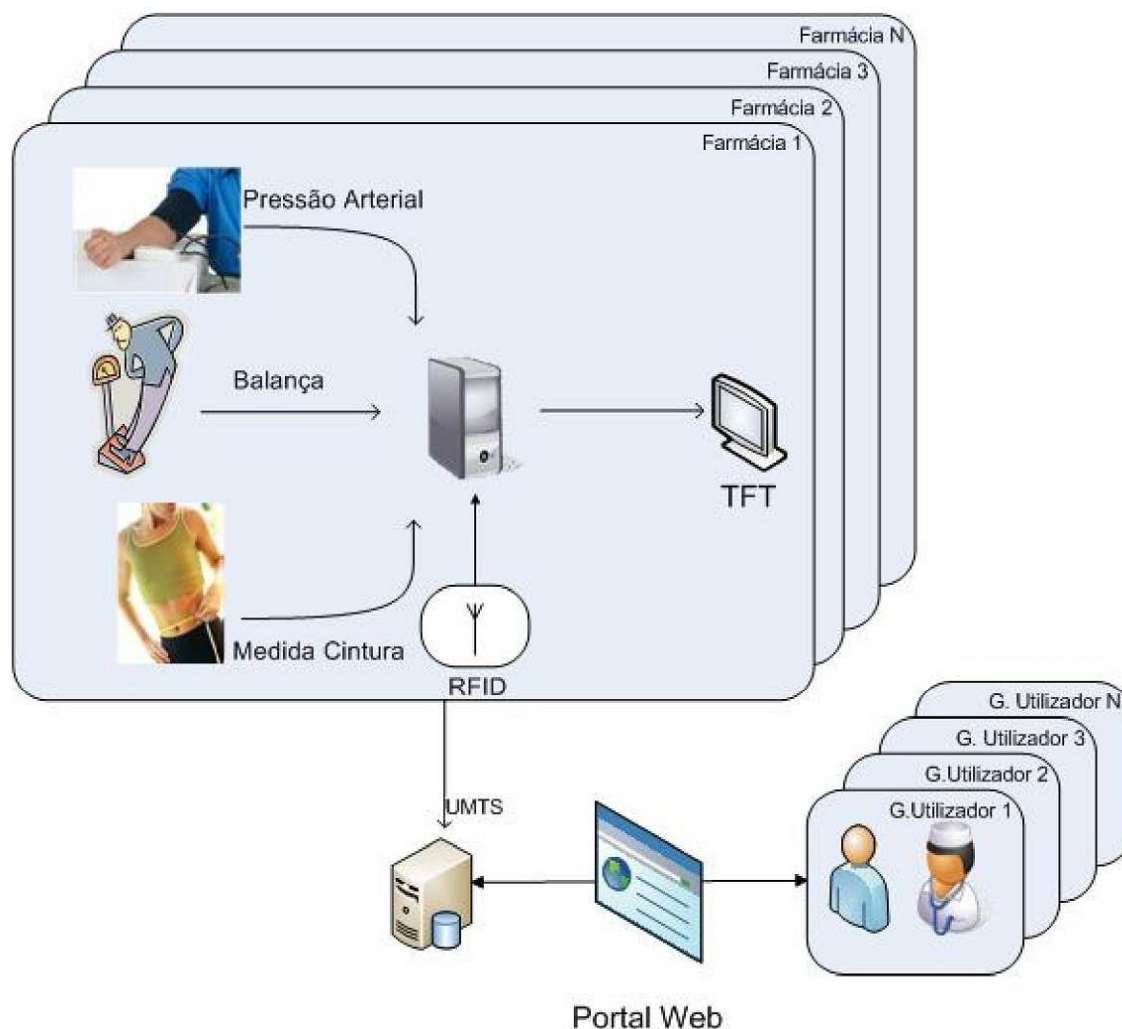 Farmácia N
Farmácia 3
Farmácia 2
Farmácia 1
Pressão Arterial
Balança
TFT
Medida Cintura
RFID
G. Utilizador N
G. Utilizador 3
G.Utilizador 2
G.Utilizador 1
UMTS
Portal Web